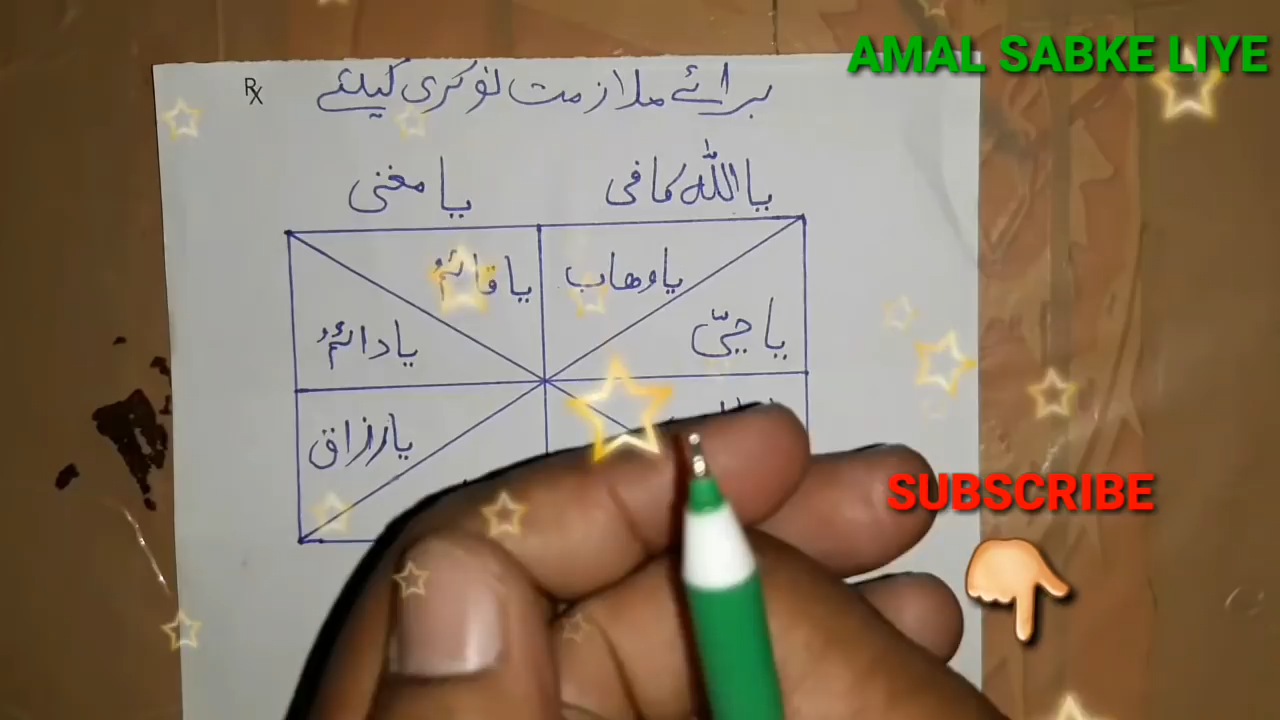 AMAL SABKE LIYE
Rx برائے ملازمت نوکری کیلئے
یا اللہ کافی یا مغنی
یا وھاب یا قائمُ
یا حیّ یا دائمُ
یا رزاق
SUBSCRIBE